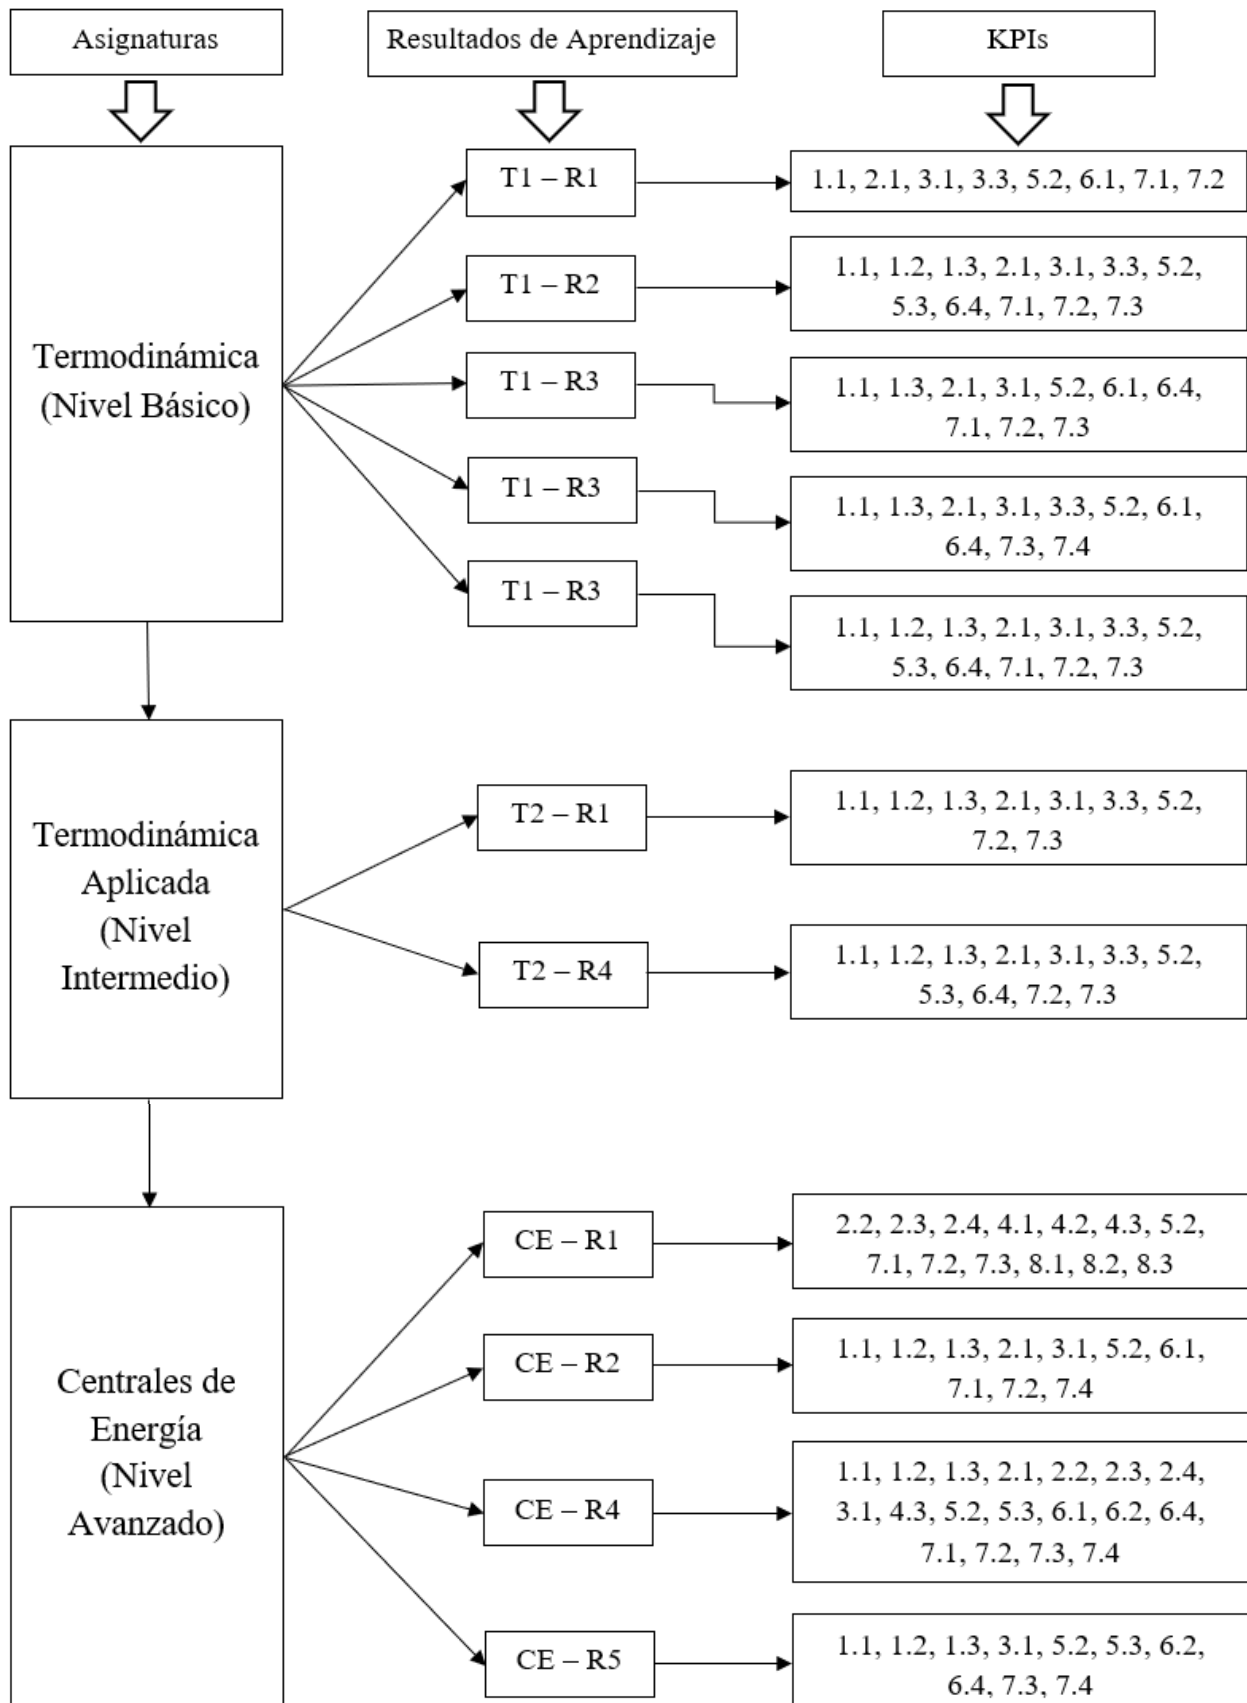 Asignaturas
Resultados de Aprendizaje
KPIs
Termodinámica
(Nivel Básico)
T1 – R1
1.1, 2.1, 3.1, 3.3, 5.2, 6.1, 7.1, 7.2
T1 – R2
1.1, 1.2, 1.3, 2.1, 3.1, 3.3, 5.2,
5.3, 6.4, 7.1, 7.2, 7.3
T1 – R3
1.1, 1.3, 2.1, 3.1, 5.2, 6.1, 6.4,
7.1, 7.2, 7.3
T1 – R3
1.1, 1.3, 2.1, 3.1, 3.3, 5.2, 6.1,
6.4, 7.3, 7.4
T1 – R3
1.1, 1.2, 1.3, 2.1, 3.1, 3.3, 5.2,
5.3, 6.4, 7.1, 7.2, 7.3
Termodinámica
Aplicada
(Nivel
Intermedio)
T2 – R1
1.1, 1.2, 1.3, 2.1, 3.1, 3.3, 5.2,
7.2, 7.3
T2 – R4
1.1, 1.2, 1.3, 2.1, 3.1, 3.3, 5.2,
5.3, 6.4, 7.2, 7.3
Centrales de
Energía
(Nivel
Avanzado)
CE – R1
2.2, 2.3, 2.4, 4.1, 4.2, 4.3, 5.2,
7.1, 7.2, 7.3, 8.1, 8.2, 8.3
CE – R2
1.1, 1.2, 1.3, 2.1, 3.1, 5.2, 6.1,
7.1, 7.2, 7.4
CE – R4
1.1, 1.2, 1.3, 2.1, 2.2, 2.3, 2.4,
3.1, 4.3, 5.2, 5.3, 6.1, 6.2, 6.4,
7.1, 7.2, 7.3, 7.4
CE – R5
1.1, 1.2, 1.3, 3.1, 5.2, 5.3, 6.2,
6.4, 7.3, 7.4